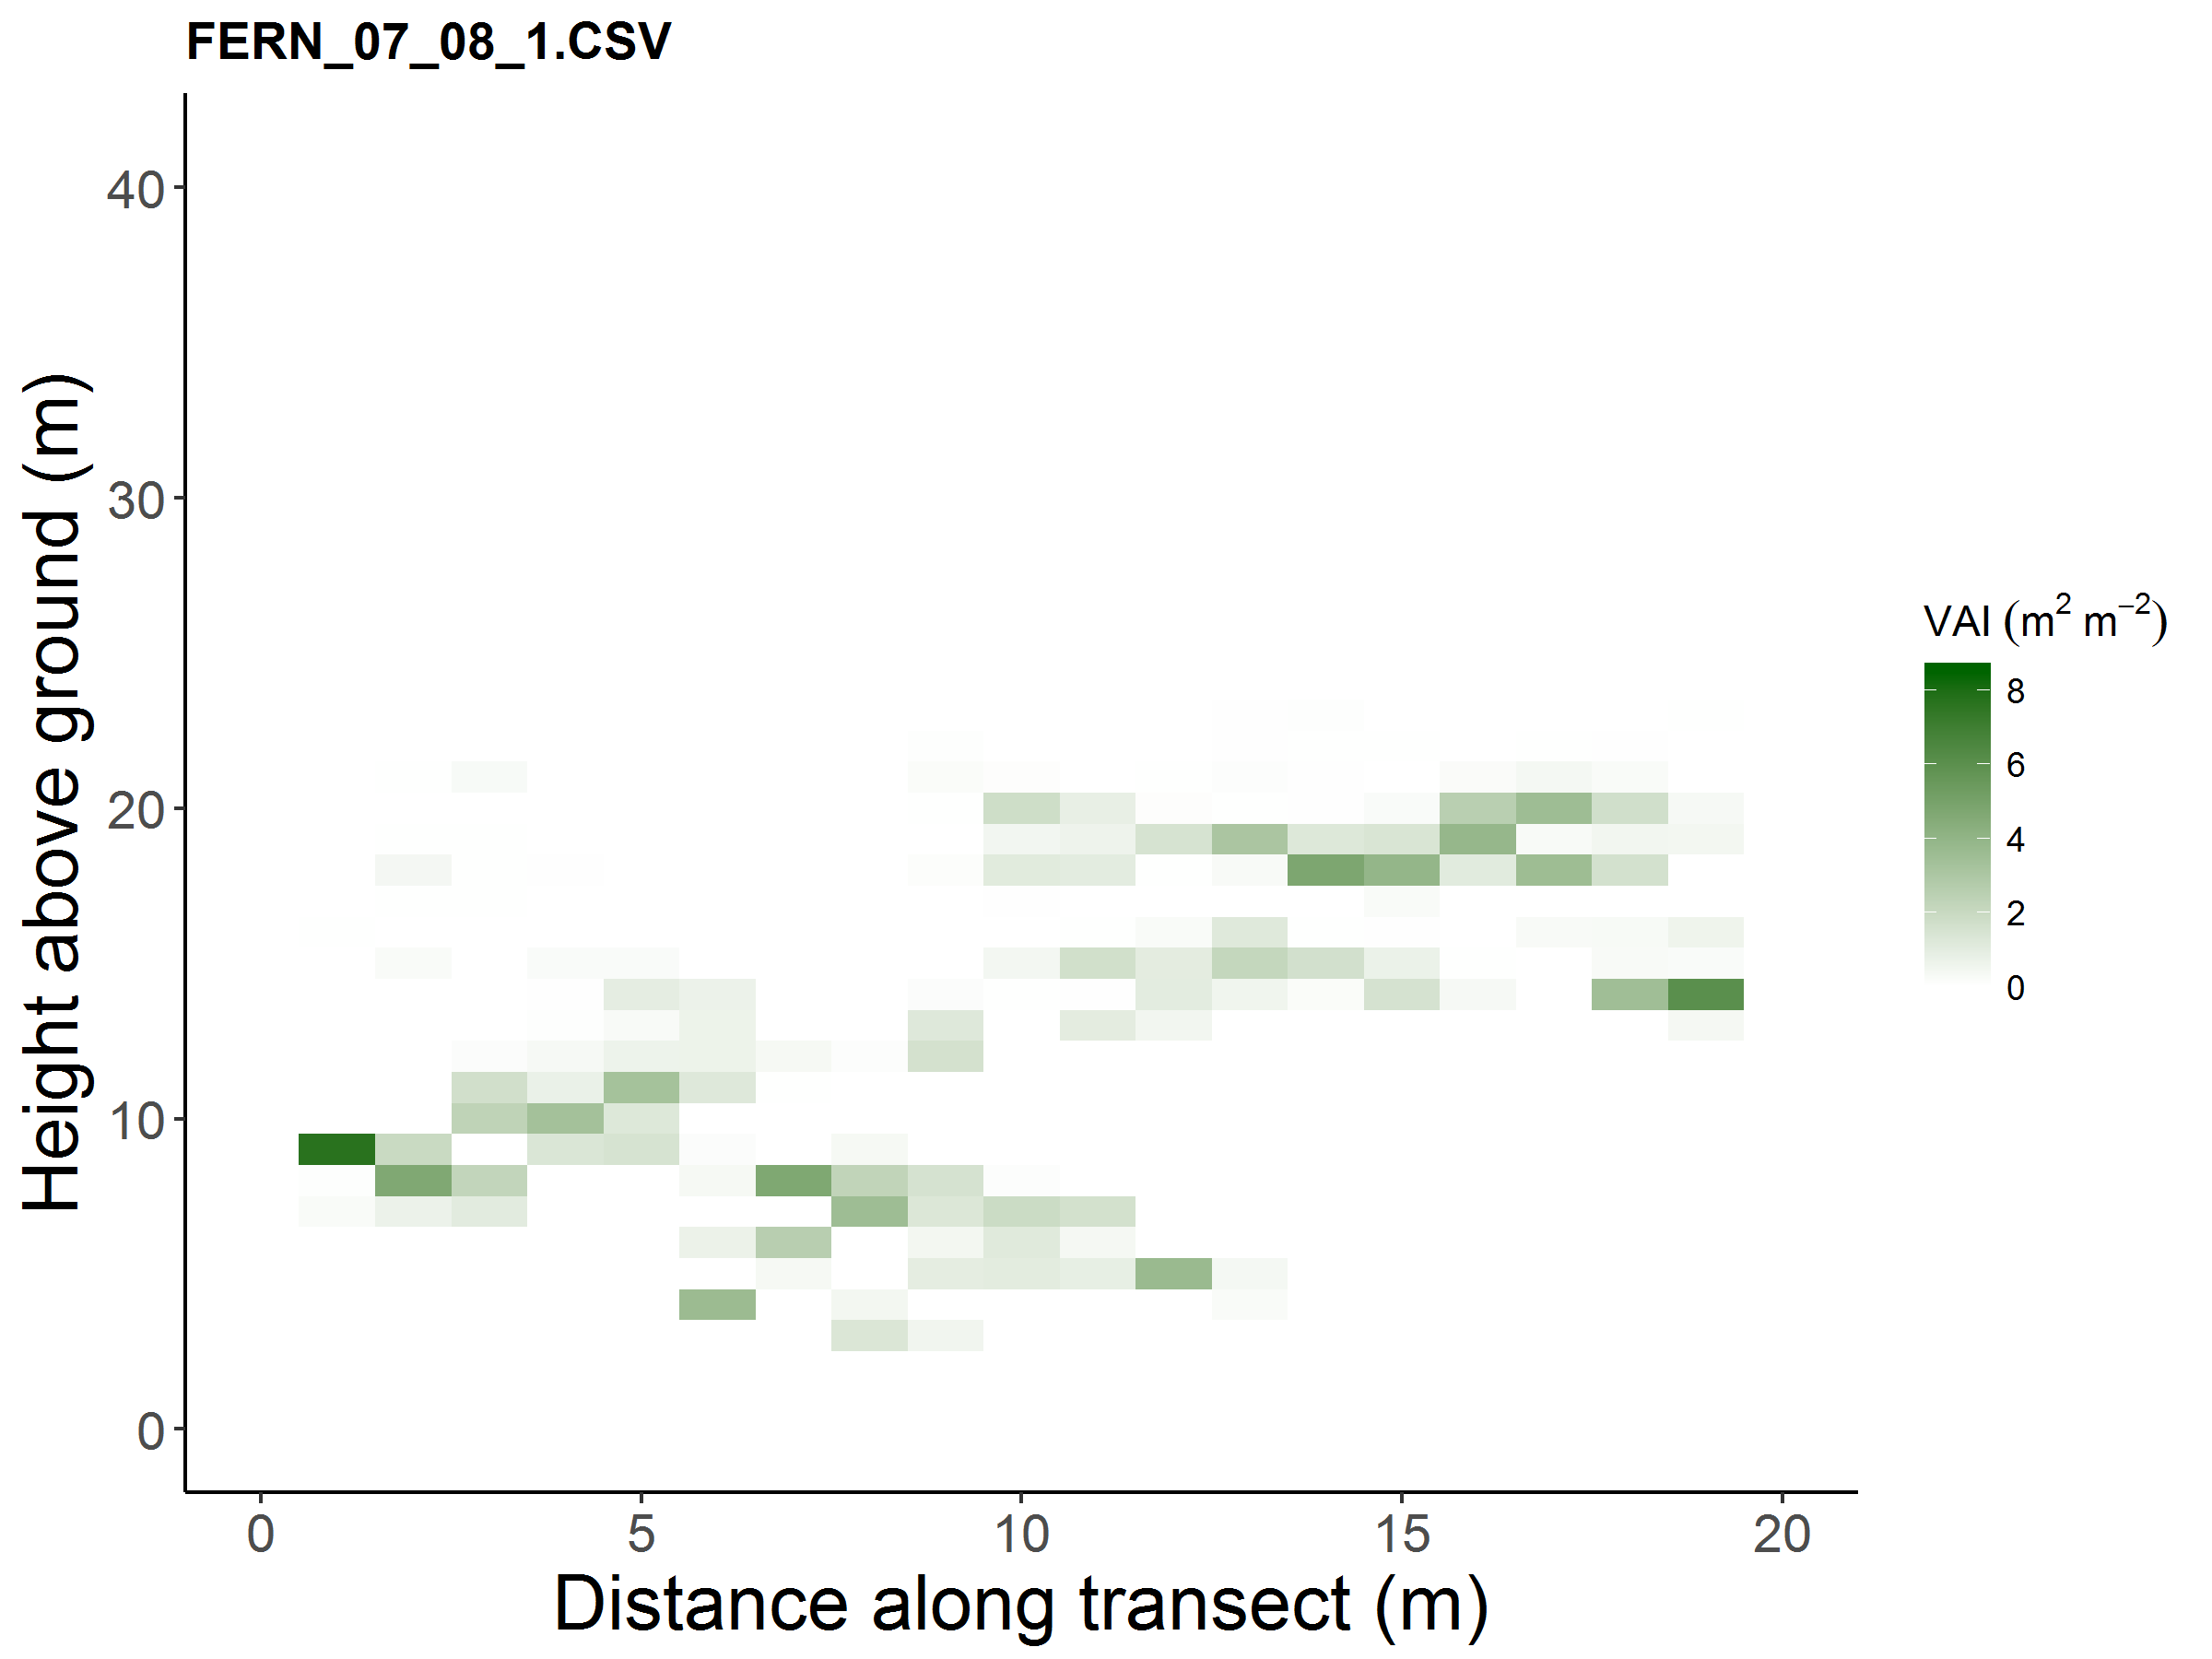 FERN_07_08_1.CSV
Height above ground (m)
40
30
20
10
0
0 5 10 15 20
Distance along transect (m)
VAI (m² m⁻²)
8
6
4
2
0